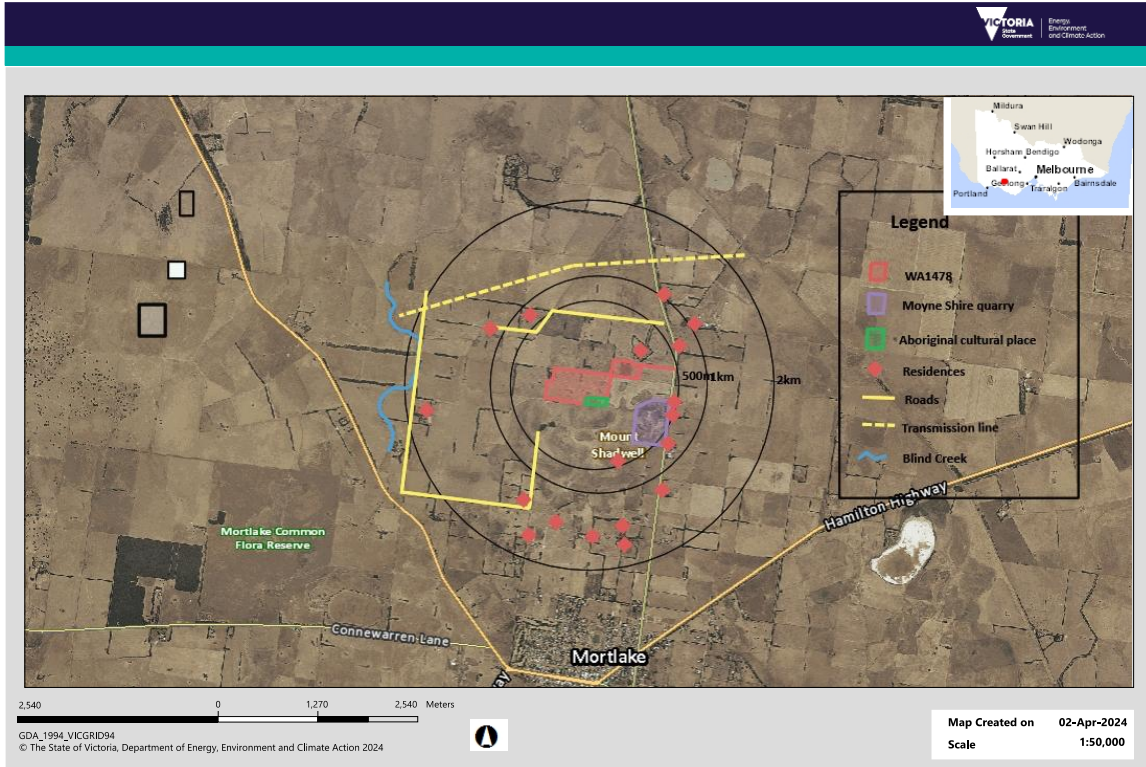 VICTORIA
State
Government
Energy,
Environment
and Climate Action
Mildura
Swan Hill
Wodonga
Horsham Bendigo
Ballarat
Melbourne
Geelong
Portland
Traralgon
Bairnsdale
Legend
WA1478
Moyne Shire quarry
Aboriginal cultural place
Residences
Roads
Transmission line
Blind Creek
500m
1km
2km
Mount
Shadwell
Hamilton Highway
Mortlake Common
Flora Reserve
Connewarren Lane
Mortlake
way
2,540 0 1,270 2,540 Meters
GDA_1994_VICGRID94
© The State of Victoria, Department of Energy, Environment and Climate Action 2024
Map Created on 02-Apr-2024
Scale 1:50,000